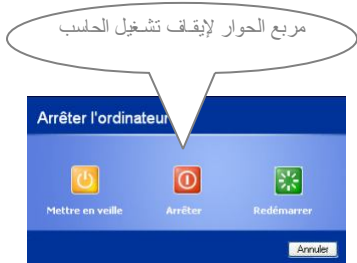 مربع الحوار لإيقاف تشغيل الحاسب
Arrêter l'ordinateur
Mettre en veille
Arrêter
Redémarrer
Annuler